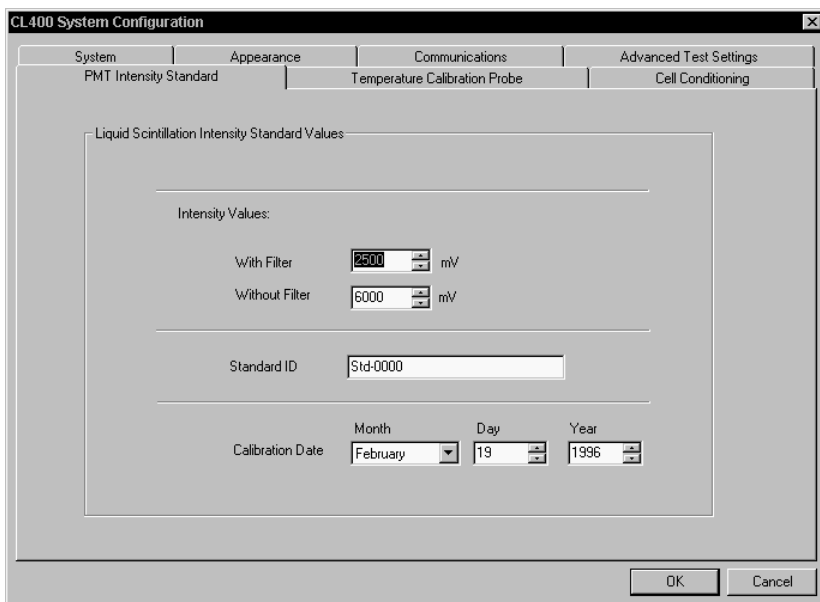 CL400 System Configuration
System Appearance Communications Advanced Test Settings
PMT Intensity Standard Temperature Calibration Probe Cell Conditioning
Liquid Scintillation Intensity Standard Values
Intensity Values:
With Filter 2500 mV
Without Filter 6000 mV
Standard ID Std-0000
Month Day Year
Calibration Date February 19 1996
OK Cancel